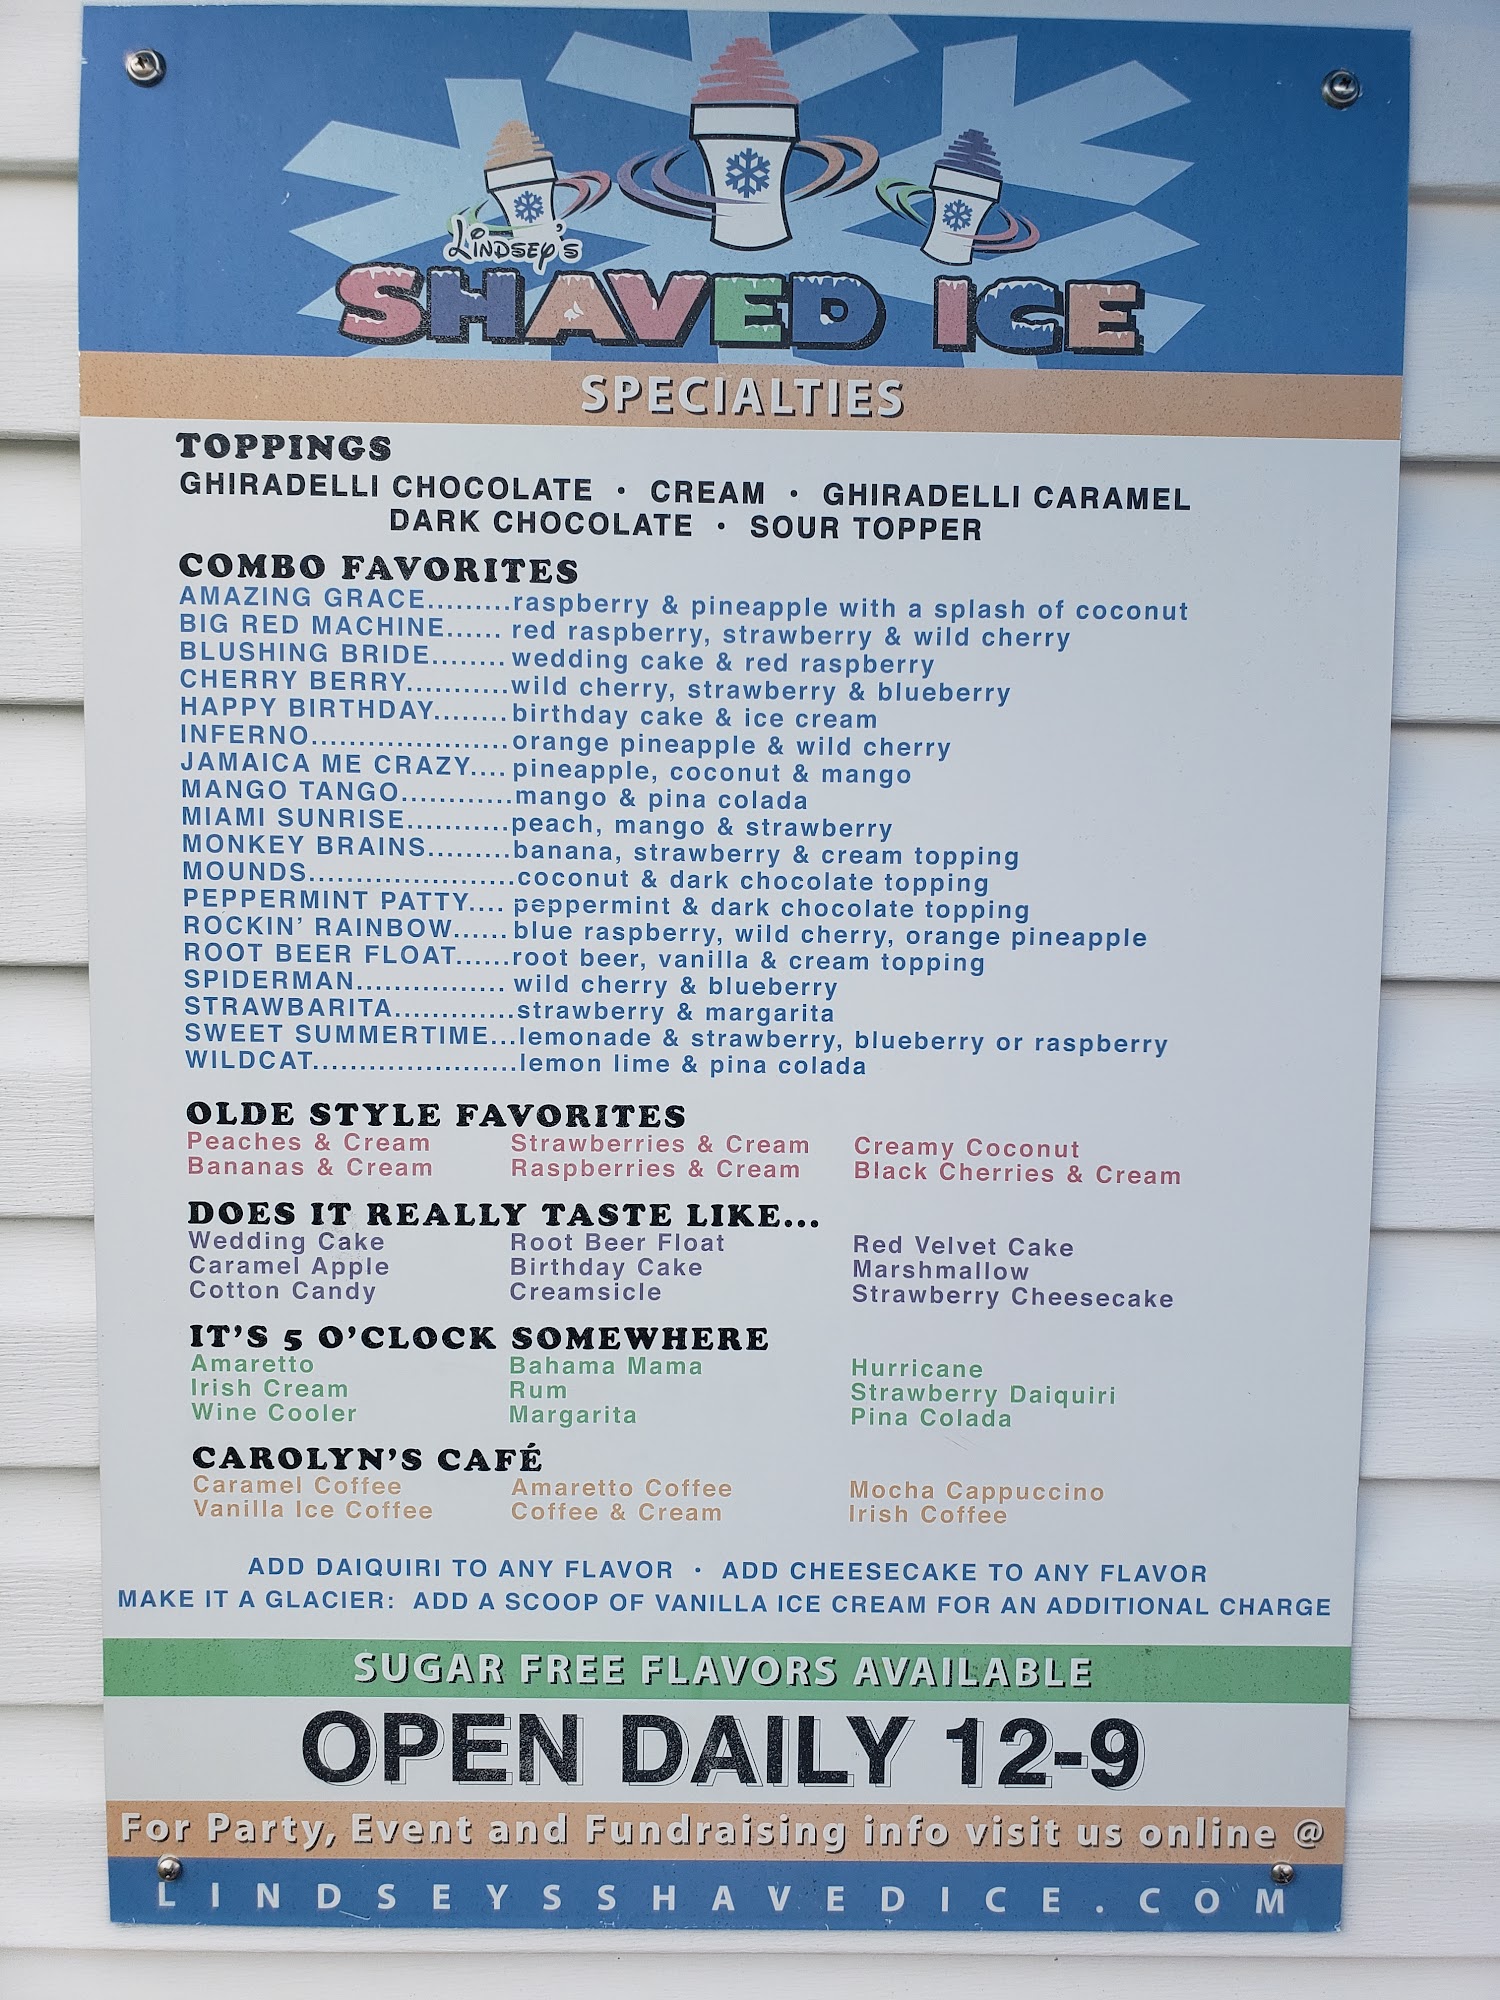 Lindsey's
SHAVED ICE
SPECIALTIES
TOPPINGS
GHIRADELLI CHOCOLATE • CREAM • GHIRADELLI CARAMEL
DARK CHOCOLATE • SOUR TOPPER
COMBO FAVORITES
AMAZING GRACE.........raspberry & pineapple with a splash of coconut
BIG RED MACHINE...... red raspberry, strawberry & wild cherry
BLUSHING BRIDE........ wedding cake & red raspberry
CHERRY BERRY...........wild cherry, strawberry & blueberry
HAPPY BIRTHDAY........ birthday cake & ice cream
INFERNO.....................orange pineapple & wild cherry
JAMAICA ME CRAZY.... pineapple, coconut & mango
MANGO TANGO............mango & pina colada
MIAMI SUNRISE...........peach, mango & strawberry
MONKEY BRAINS.........banana, strawberry & cream topping
MOUNDS......................coconut & dark chocolate topping
PEPPERMINT PATTY.... peppermint & dark chocolate topping
ROCKIN' RAINBOW...... blue raspberry, wild cherry, orange pineapple
ROOT BEER FLOAT......root beer, vanilla & cream topping
SPIDERMAN................ wild cherry & blueberry
STRAWBARITA.............strawberry & margarita
SWEET SUMMERTIME...lemonade & strawberry, blueberry or raspberry
WILDCAT......................lemon lime & pina colada
OLDE STYLE FAVORITES
Peaches & Cream Strawberries & Cream Creamy Coconut
Bananas & Cream Raspberries & Cream Black Cherries & Cream
DOES IT REALLY TASTE LIKE...
Wedding Cake Root Beer Float Red Velvet Cake
Caramel Apple Birthday Cake Marshmallow
Cotton Candy Creamsicle Strawberry Cheesecake
IT'S 5 O'CLOCK SOMEWHERE
Amaretto Bahama Mama Hurricane
Irish Cream Rum Strawberry Daiquiri
Wine Cooler Margarita Pina Colada
CAROLYN'S CAFÉ
Caramel Coffee Amaretto Coffee Mocha Cappuccino
Vanilla Ice Coffee Coffee & Cream Irish Coffee
ADD DAIQUIRI TO ANY FLAVOR • ADD CHEESECAKE TO ANY FLAVOR
MAKE IT A GLACIER: ADD A SCOOP OF VANILLA ICE CREAM FOR AN ADDITIONAL CHARGE
SUGAR FREE FLAVORS AVAILABLE
OPEN DAILY 12-9
For Party, Event and Fundraising info visit us online @
LINDSEYSSHAVEDICE.COM